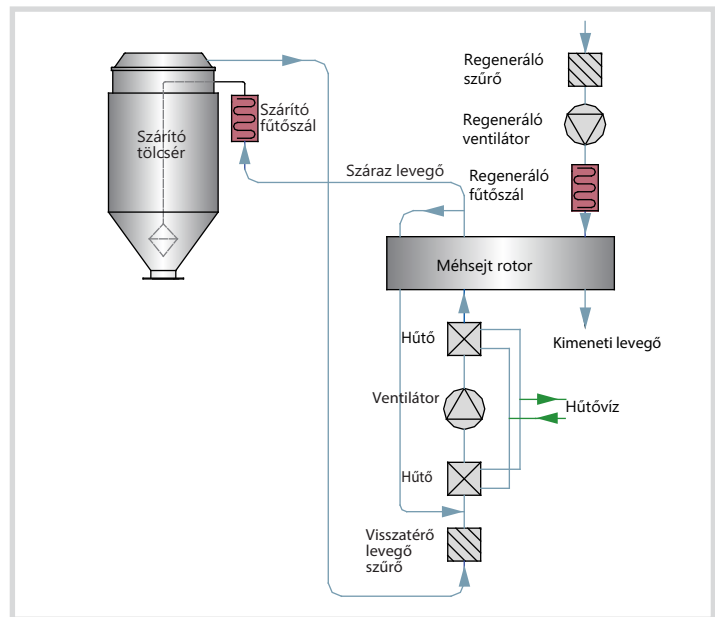 Regeneráló
szűrő
Szárító
fűtőszál
Szárító
tölcsér
Regeneráló
ventilátor
Száraz levegő
Regeneráló
fűtőszál
Méhsejt rotor
Hűtő
Kimeneti levegő
Ventilátor
Hűtővíz
Hűtő
Visszatérő
levegő
szűrő